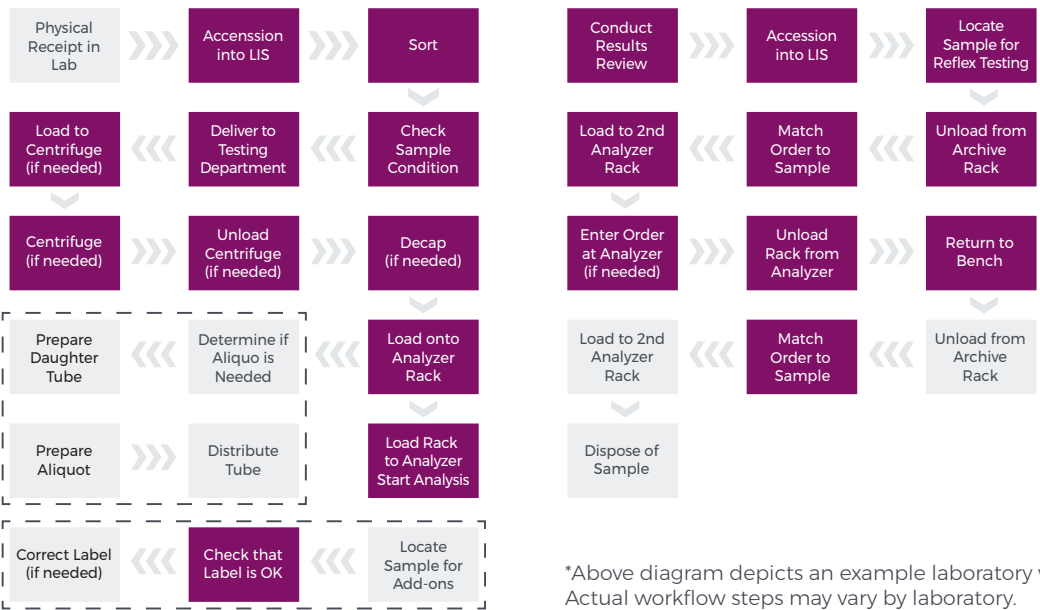 Physical
Receipt in
Lab
Accenssion
into LIS
Sort
Load to
Centrifuge
(if needed)
Deliver to
Testing
Department
Check
Sample
Condition
Centrifuge
(if needed)
Unload
Centrifuge
(if needed)
Decap
(if needed)
Prepare
Daughter
Tube
Determine if
Aliquo is
Needed
Load onto
Analyzer
Rack
Prepare
Aliquot
Distribute
Tube
Load Rack
to Analyzer
Start Analysis
Correct Label
(if needed)
Check that
Label is OK
Locate
Sample for
Add-ons
Conduct
Results
Review
Accession
into LIS
Locate
Sample for
Reflex Testing
Load to 2nd
Analyzer
Rack
Match
Order to
Sample
Unload from
Archive
Rack
Enter Order
at Analyzer
(if needed)
Unload
Rack from
Analyzer
Return to
Bench
Load to 2nd
Analyzer
Rack
Match
Order to
Sample
Unload from
Archive
Rack
Dispose of
Sample
*Above diagram depicts an example laboratory
Actual workflow steps may vary by laboratory.